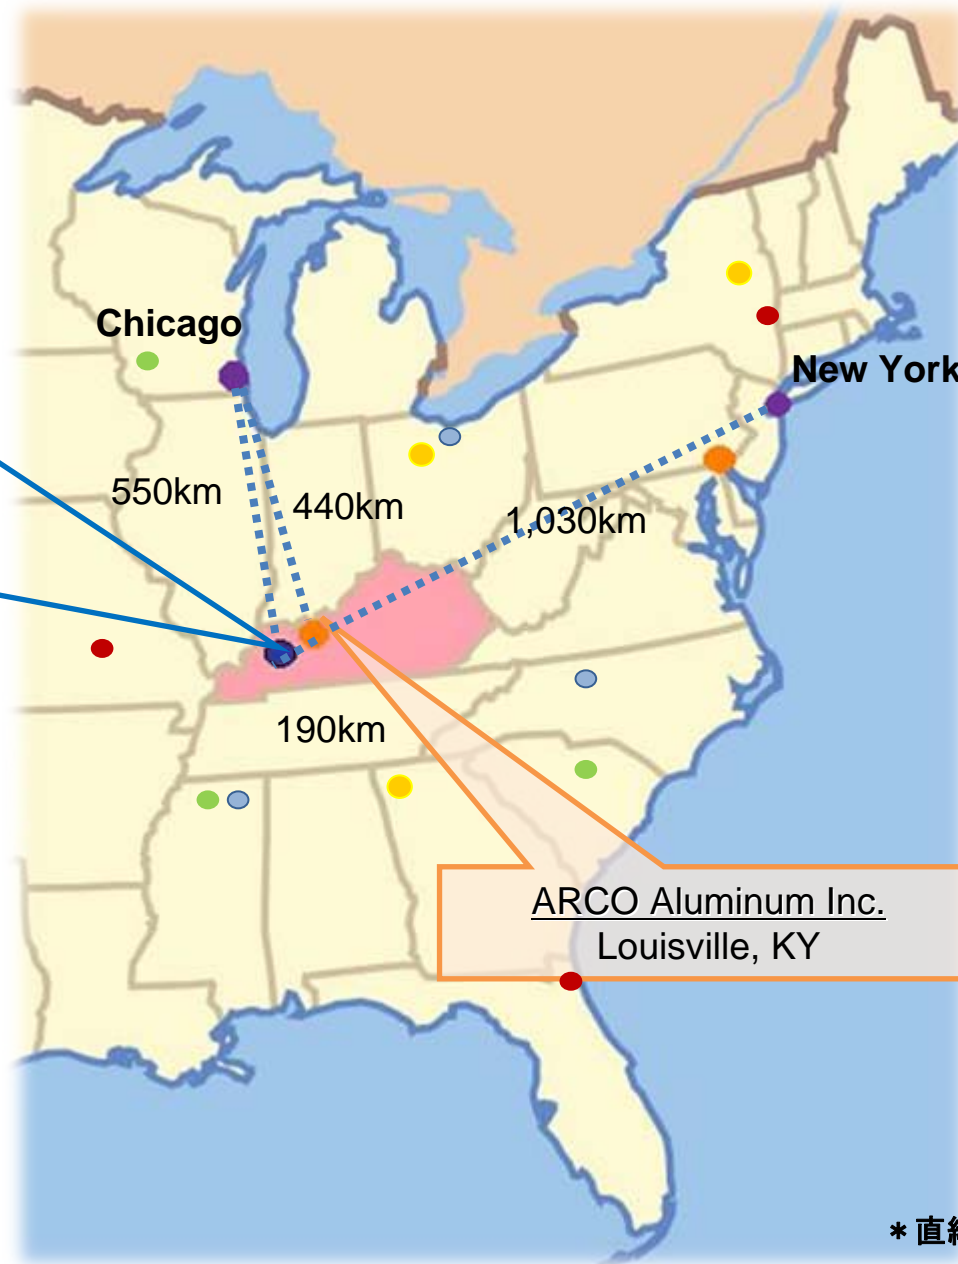 Chicago
New York
550km
440km
1,030km
190km
ARCO Aluminum Inc.
Louisville, KY
＊直